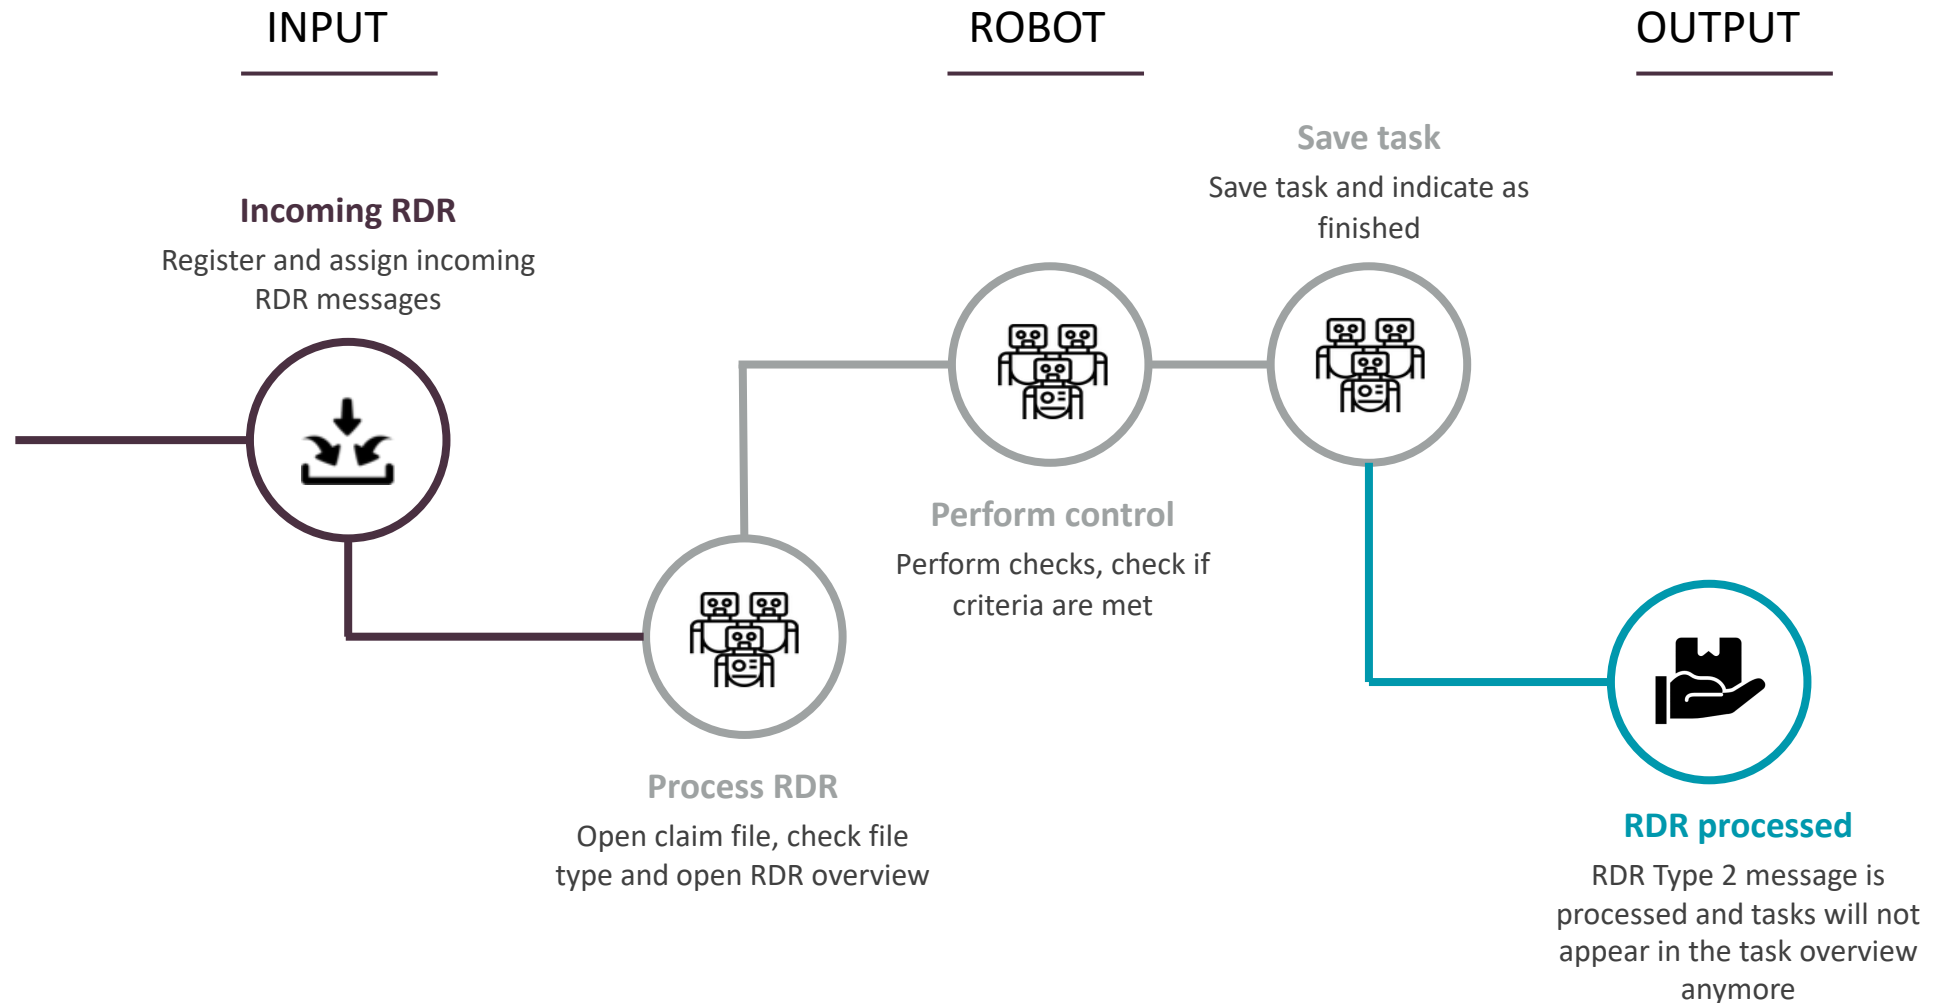 INPUT
ROBOT
OUTPUT
Incoming RDR
Register and assign incoming
RDR messages
Process RDR
Open claim file, check file
type and open RDR overview
Perform control
Perform checks, check if
criteria are met
Save task
Save task and indicate as
finished
RDR processed
RDR Type 2 message is
processed and tasks will not
appear in the task overview
anymore